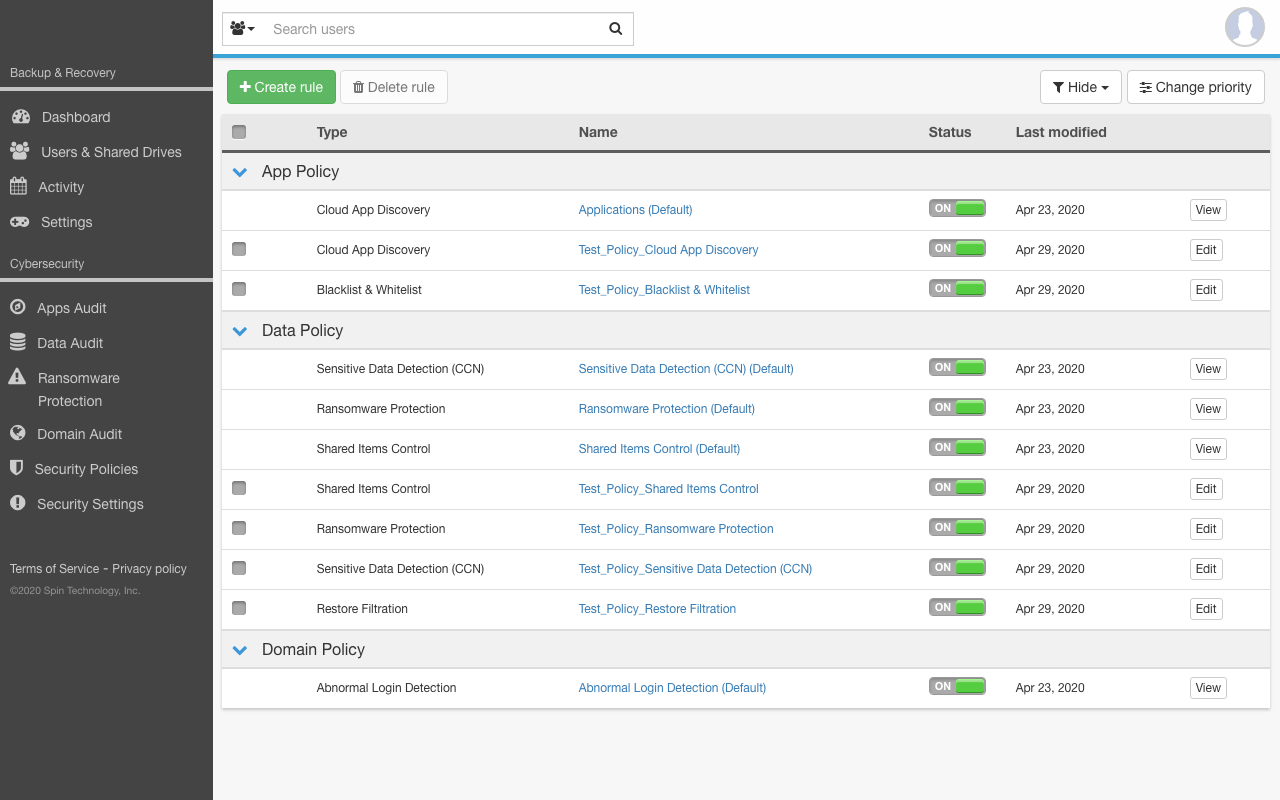 Search users
Backup & Recovery
Dashboard
Users & Shared Drives
Activity
Settings
Cybersecurity
Apps Audit
Data Audit
Ransomware
Protection
Domain Audit
Security Policies
Security Settings
Terms of Service - Privacy policy
©2020 Spin Technology, Inc.
Create rule Delete rule Hide Change priority
Type Name Status Last modified
App Policy
Cloud App Discovery Applications (Default) ON Apr 23, 2020 View
Cloud App Discovery Test_Policy_Cloud App Discovery ON Apr 29, 2020 Edit
Blacklist & Whitelist Test_Policy_Blacklist & Whitelist ON Apr 29, 2020 Edit
Data Policy
Sensitive Data Detection (CCN) Sensitive Data Detection (CCN) (Default) ON Apr 23, 2020 View
Ransomware Protection Ransomware Protection (Default) ON Apr 23, 2020 View
Shared Items Control Shared Items Control (Default) ON Apr 23, 2020 View
Shared Items Control Test_Policy_Shared Items Control ON Apr 29, 2020 Edit
Ransomware Protection Test_Policy_Ransomware Protection ON Apr 29, 2020 Edit
Sensitive Data Detection (CCN) Test_Policy_Sensitive Data Detection (CCN) ON Apr 29, 2020 Edit
Restore Filtration Test_Policy_Restore Filtration ON Apr 29, 2020 Edit
Domain Policy
Abnormal Login Detection Abnormal Login Detection (Default) ON Apr 23, 2020 View